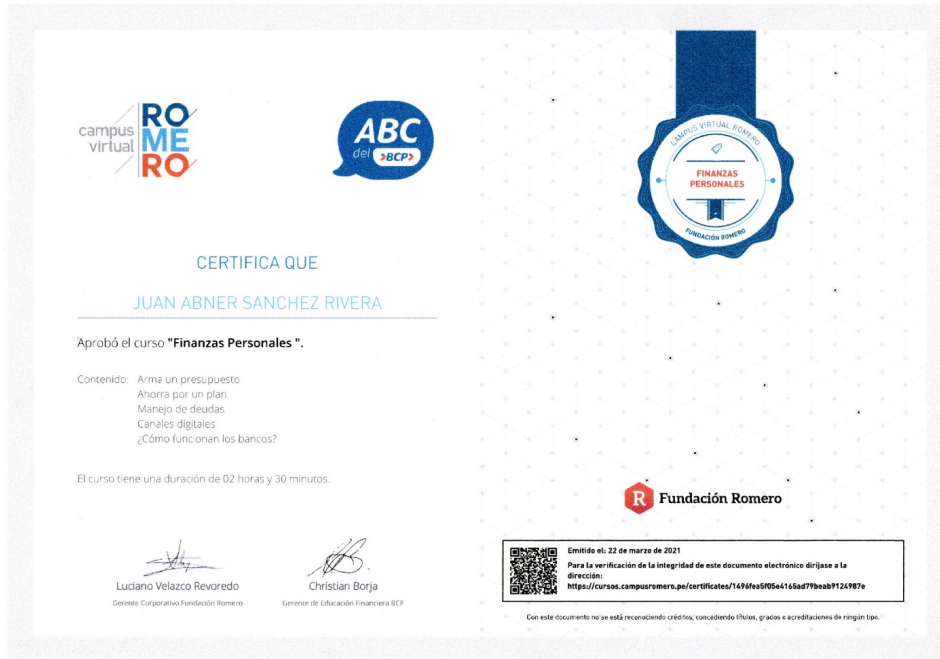 campus
virtual
RO
ME
RO
ABC
del >BCP>
CERTIFICA QUE
JUAN ABNER SANCHEZ RIVERA
Aprobó el curso "Finanzas Personales ".
Contenido: Arma un presupuesto
Ahorra por un plan
Manejo de deudas
Canales digitales
¿Cómo funcionan los bancos?
El curso tiene una duración de 02 horas y 30 minutos.
Luciano Velazco Revoredo
Gerente Corporativo Fundación Romero
Christian Borja
Gerente de Educación Financiera BCP
CAMPUS VIRTUAL ROMERO
FINANZAS
PERSONALES
FUNDACIÓN ROMERO
R Fundación Romero
Emitido el: 22 de marzo de 2021
Para la verificación de la integridad de este documento electrónico diríjase a la
dirección:
https://cursos.campusromero.pe/certificates/1496fea5f05e4165ad79beab9124987e
Con este documento no se está reconociendo créditos, concediendo títulos, grados o acreditaciones de ningún tipo.